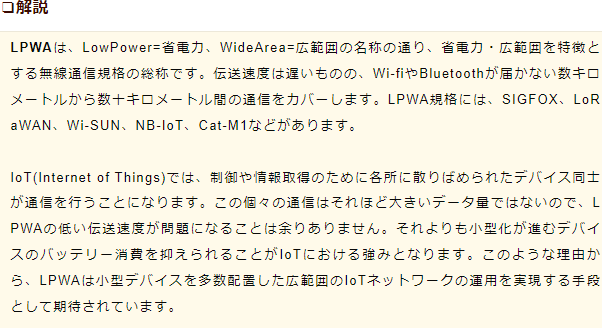 ❏解説
LPWAは、LowPower=省電力、WideArea=広範囲の名称の通り、省電力・広範囲を特徴と
する無線通信規格の総称です。伝送速度は遅いものの、Wi-fiやBluetoothが届かない数キロ
メートルから数十キロメートル間の通信をカバーします。LPWA規格には、SIGFOX、LoR
aWAN、Wi-SUN、NB-IoT、Cat-M1などがあります。
IoT(Internet of Things)では、制御や情報取得のために各所に散りばめられたデバイス同士
が通信を行うことになります。この個々の通信はそれほど大きいデータ量ではないので、L
PWAの低い伝送速度が問題になることは余りありません。それよりも小型化が進むデバイ
スのバッテリー消費を抑えられることがIoTにおける強みとなります。このような理由か
ら、LPWAは小型デバイスを多数配置した広範囲のIoTネットワークの運用を実現する手段
として期待されています。